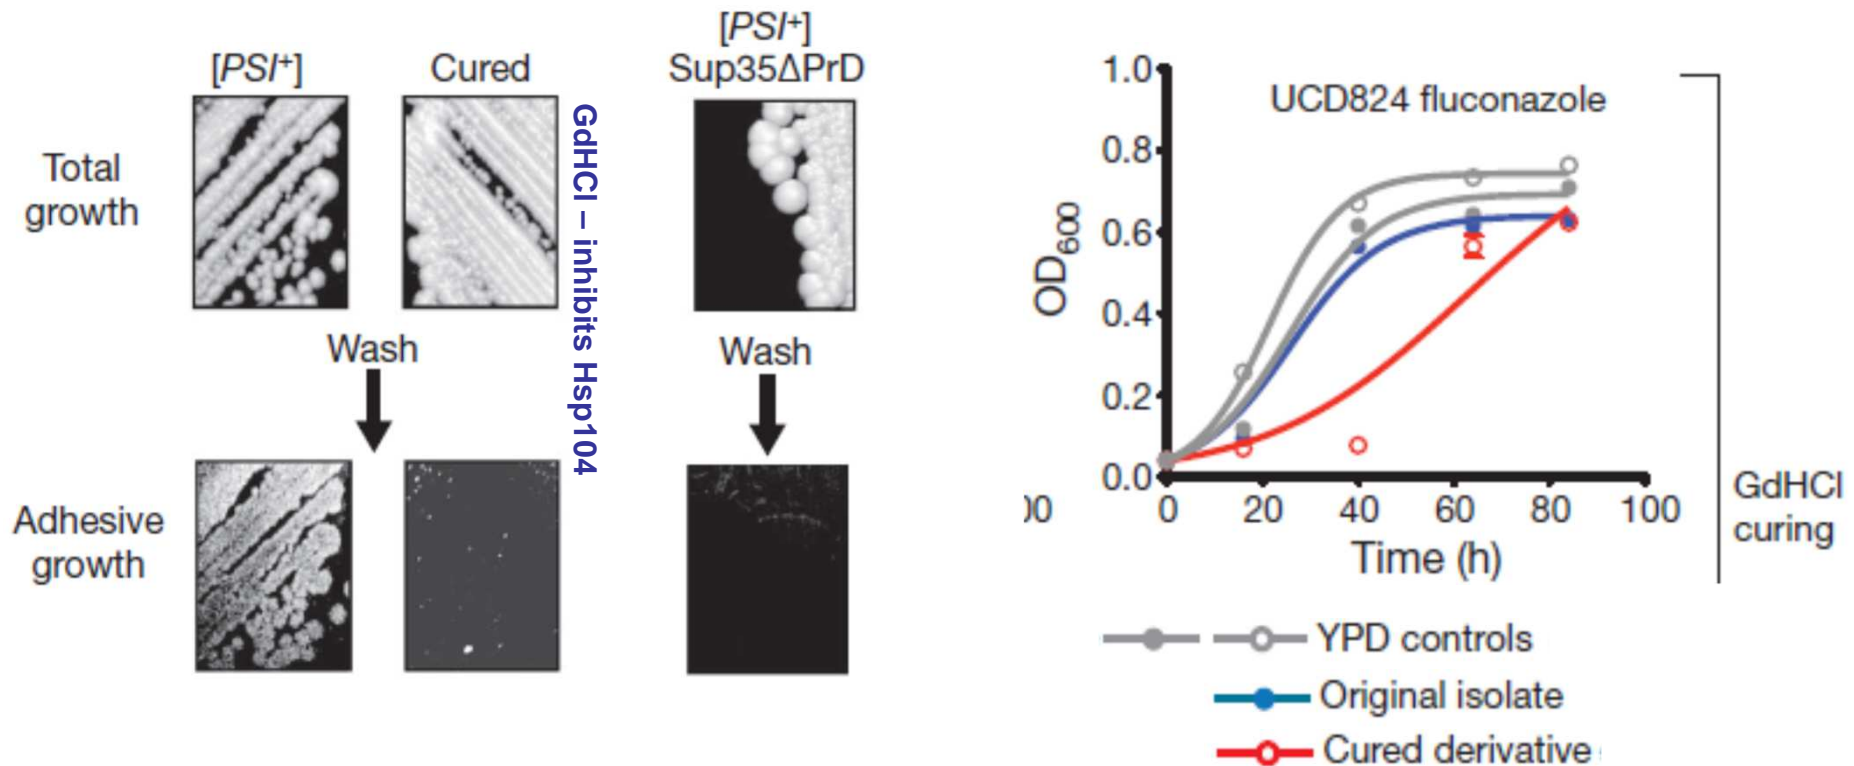 [PSI+]
Cured
[PSI+]
Sup35ΔPrD
Total
growth
GdHCl – inhibits Hsp104
Wash
Wash
Adhesive
growth
UCD824 fluconazole
OD600
1.0
0.8
0.6
0.4
0.2
0.0
00
0 20 40 60 80 100
Time (h)
GdHCl
curing
YPD controls
Original isolate
Cured derivative